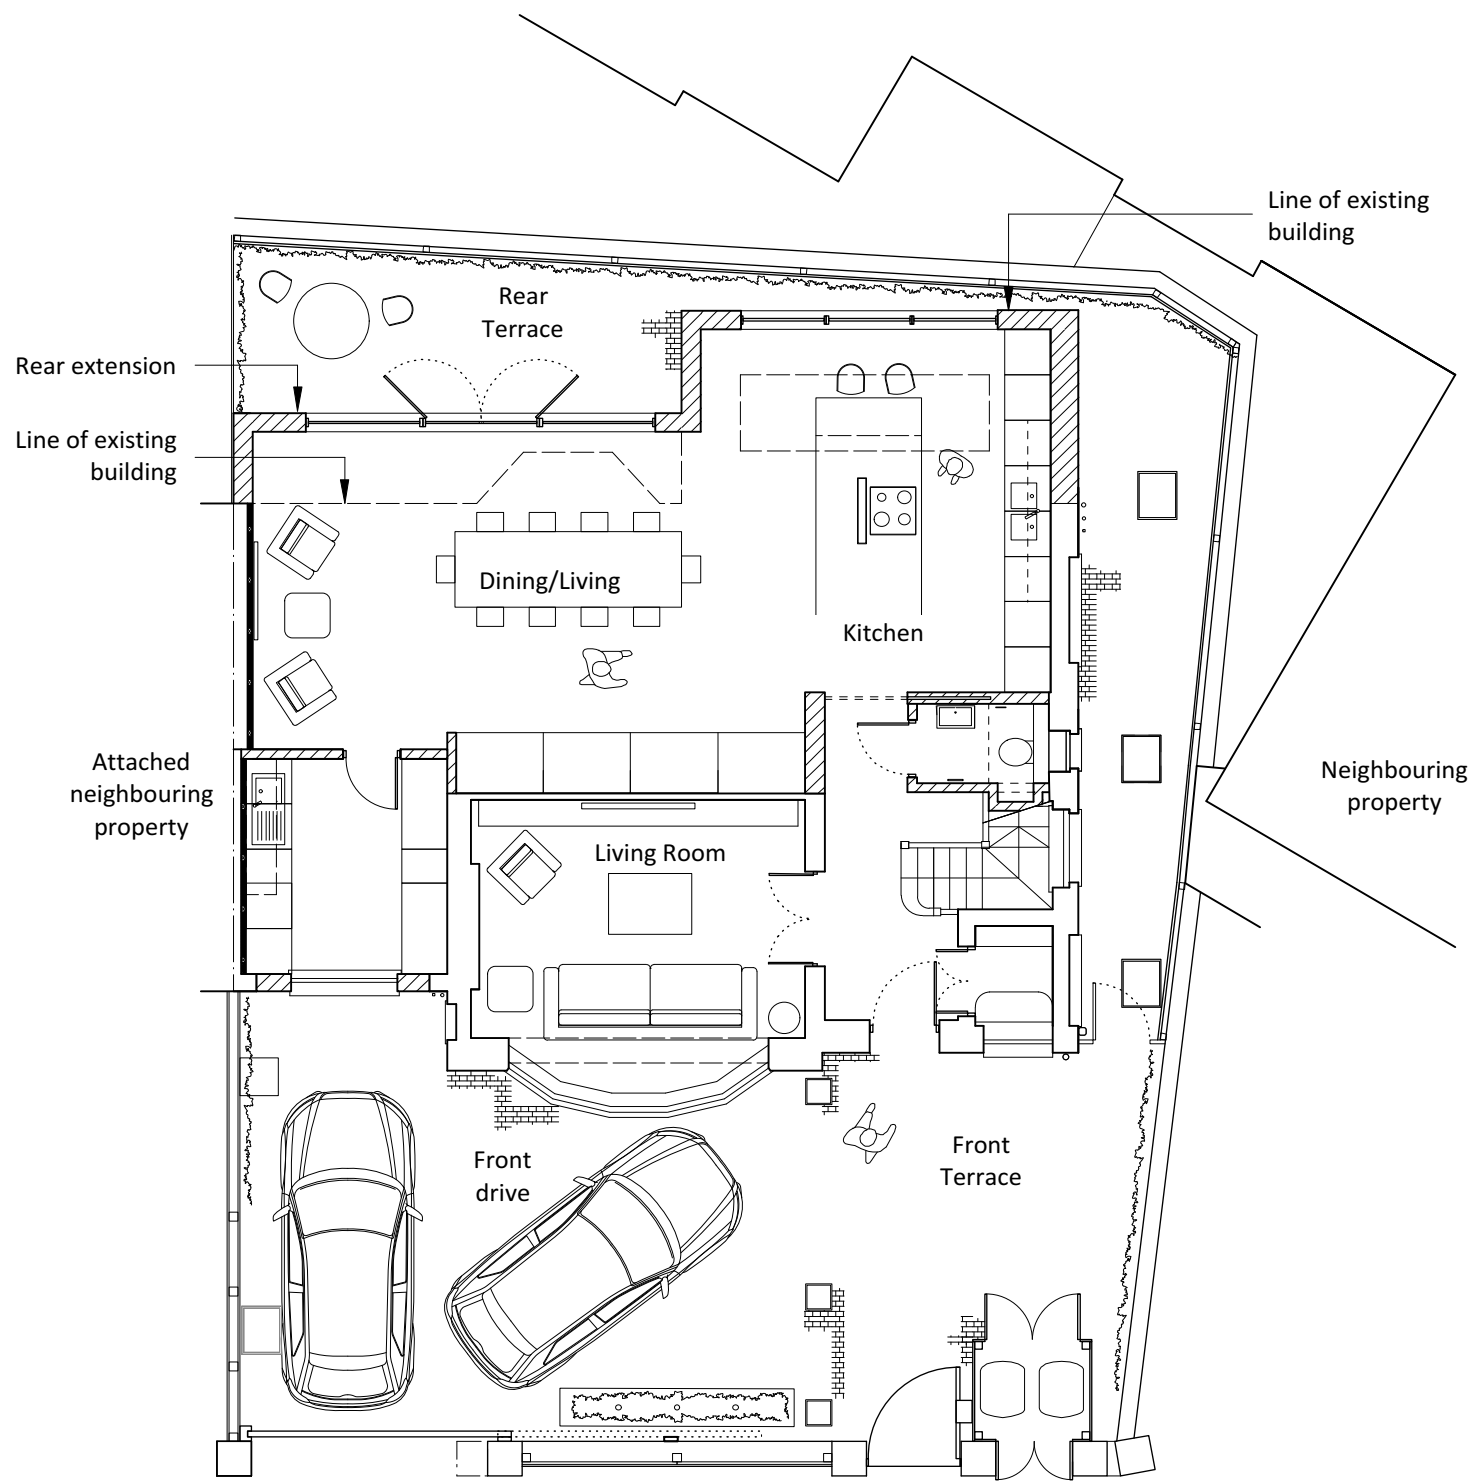 Line of existing
building
Rear
Terrace
Rear extension
Line of existing
building
Dining/Living
Kitchen
Attached
neighbouring
property
Neighbouring
property
Living Room
Front
drive
Front
Terrace